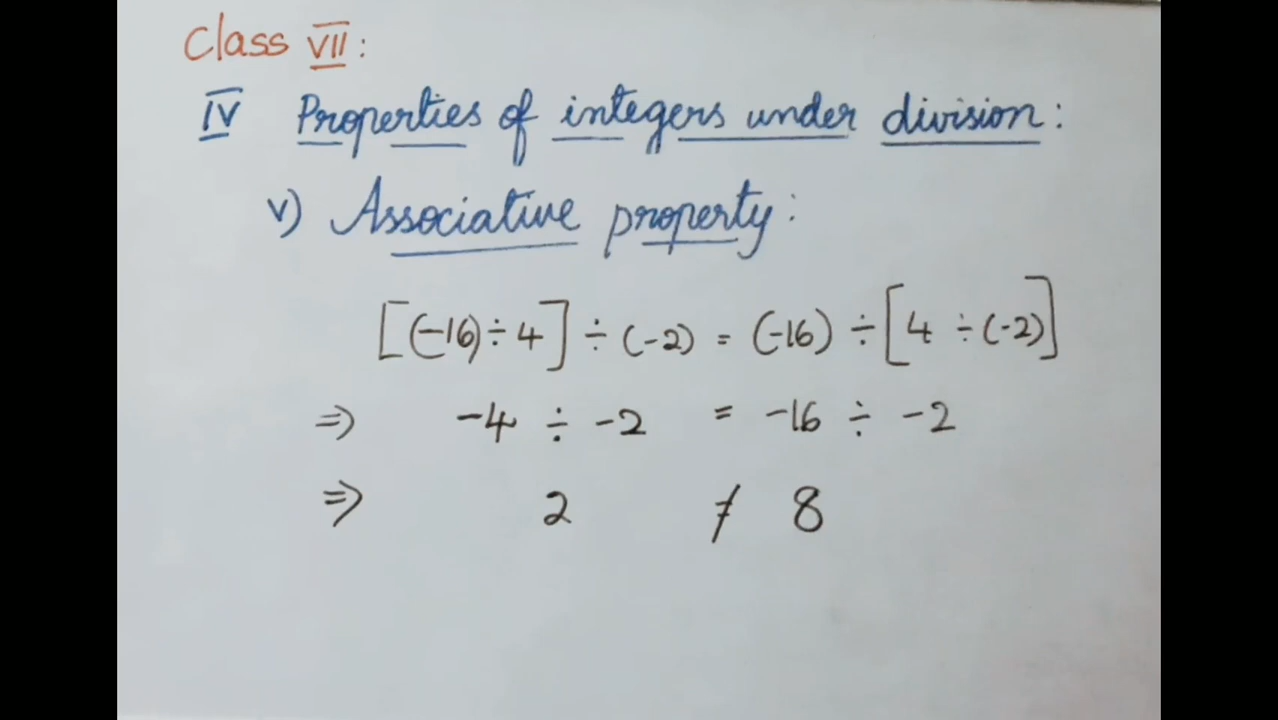 Class VII:
IV Properties of integers under division:
v) Associative property:
[(-16) ÷ 4] ÷ (-2) = (-16) ÷ [4 ÷ (-2)]
⇒ -4 ÷ -2 = -16 ÷ -2
⇒ 2 ≠ 8